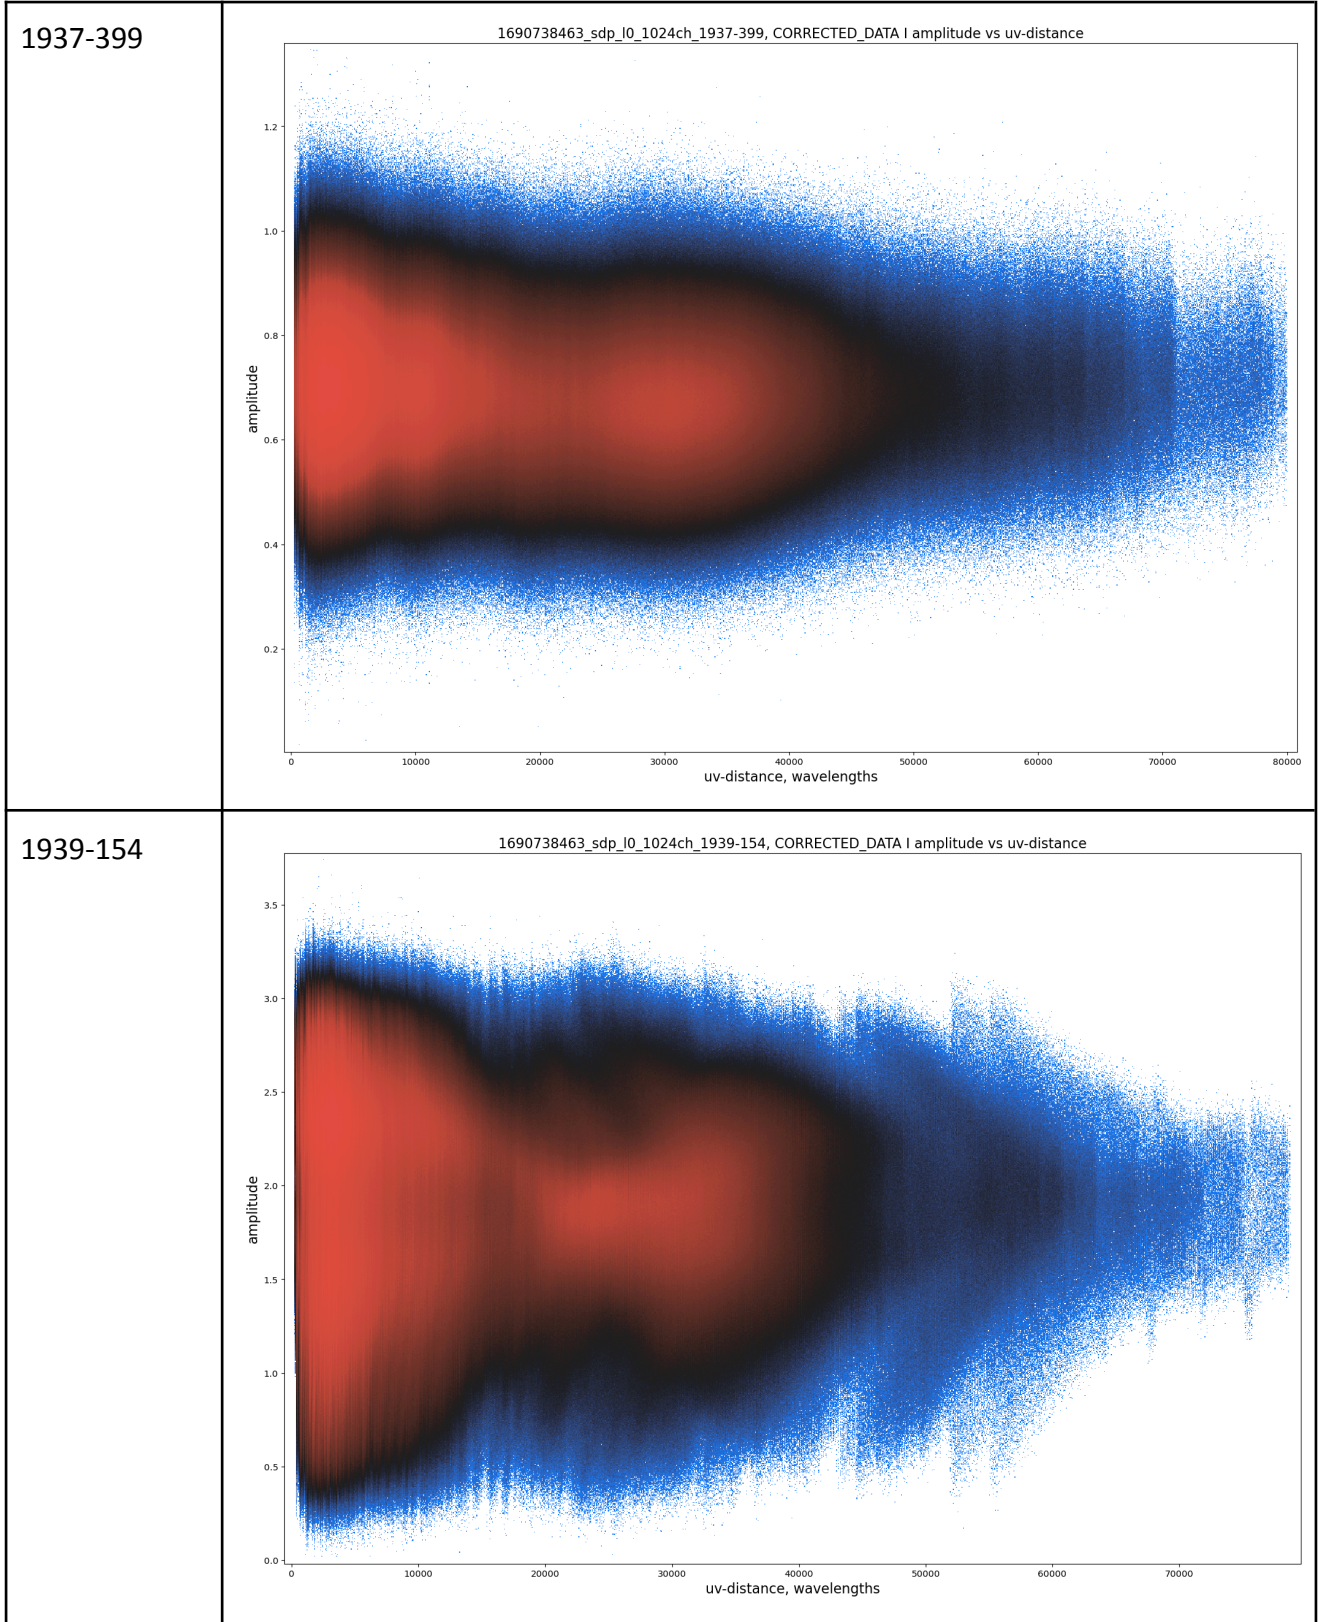 1937-399
1690738463_sdp_l0_1024ch_1937-399, CORRECTED_DATA I amplitude vs uv-distance
1.2
1.0
0.8
0.6
0.4
0.2
amplitude
0 10000 20000 30000 40000 50000 60000 70000 80000
uv-distance, wavelengths
1939-154
1690738463_sdp_l0_1024ch_1939-154, CORRECTED_DATA I amplitude vs uv-distance
3.5
3.0
2.5
2.0
1.5
1.0
0.5
0.0
amplitude
0 10000 20000 30000 40000 50000 60000 70000
uv-distance, wavelengths